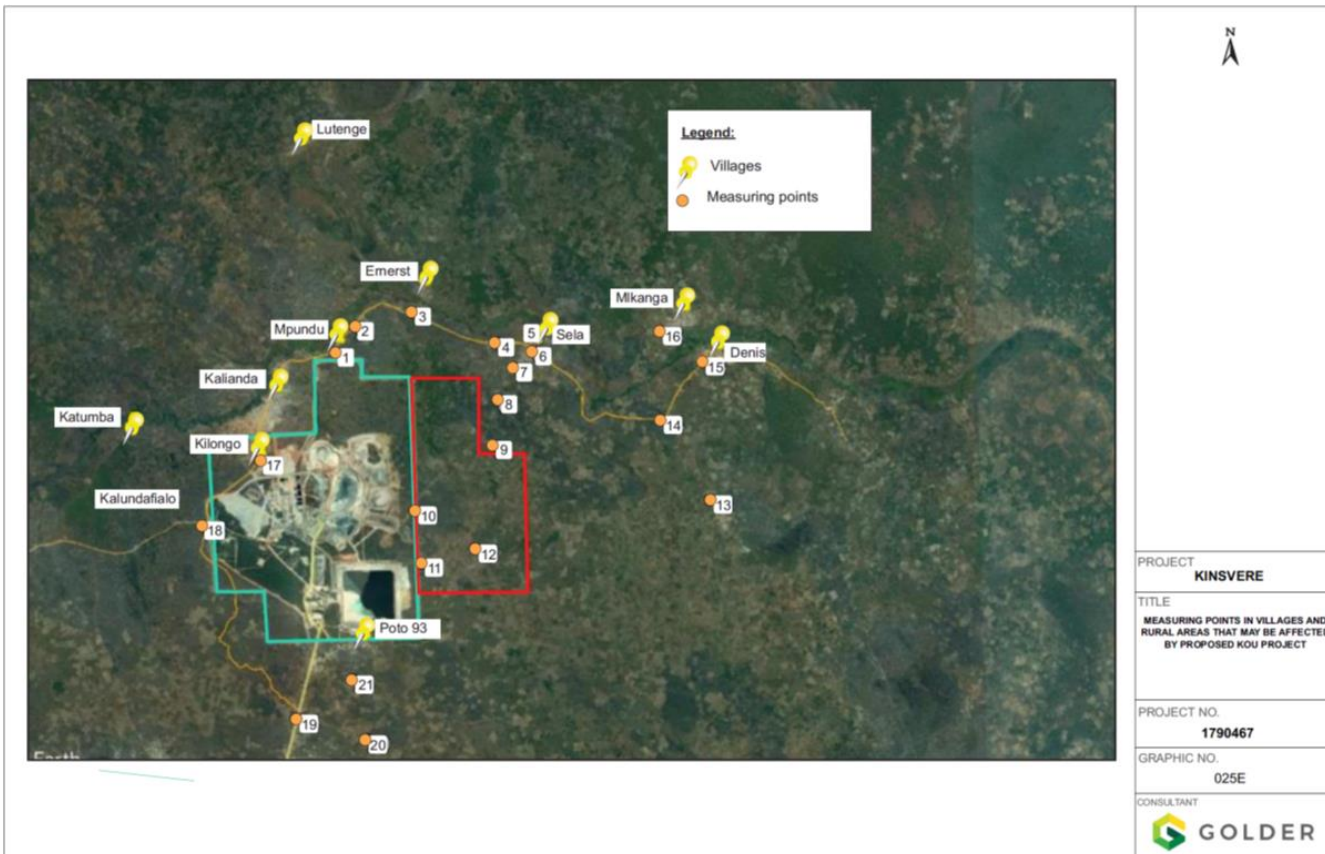 N
Lutenge
Legend:
Villages
Measuring points
Emerst
Mlkanga
Mpundu
2
3
5
Sela
16
1
4
6
Denis
7
15
Kalianda
8
Katumba
14
Kilongo
9
17
Kalundafialo
13
10
18
12
11
Poto 93
21
19
20
PROJECT
KINSVERE
TITLE
MEASURING POINTS IN VILLAGES AND
RURAL AREAS THAT MAY BE AFFECTED
BY PROPOSED KOU PROJECT
PROJECT NO.
1790467
GRAPHIC NO.
025E
CONSULTANT
GOLDER